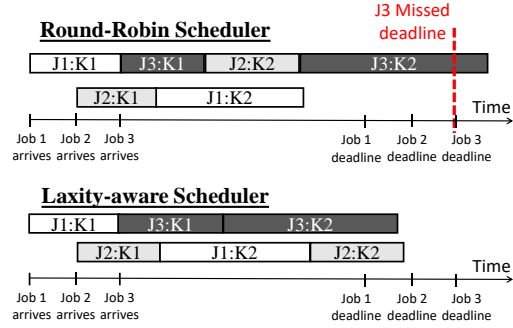 J3 Missed
deadline
Round-Robin Scheduler
J1:K1 J3:K1 J2:K2 J3:K2
J2:K1 J1:K2
Time
Job 1 Job 2 Job 3 Job 1 Job 2 Job 3
arrives arrives arrives deadline deadline deadline
Laxity-aware Scheduler
J1:K1 J3:K1 J3:K2
J2:K1 J1:K2 J2:K2
Time
Job 1 Job 2 Job 3 Job 1 Job 2 Job 3
arrives arrives arrives deadline deadline deadline